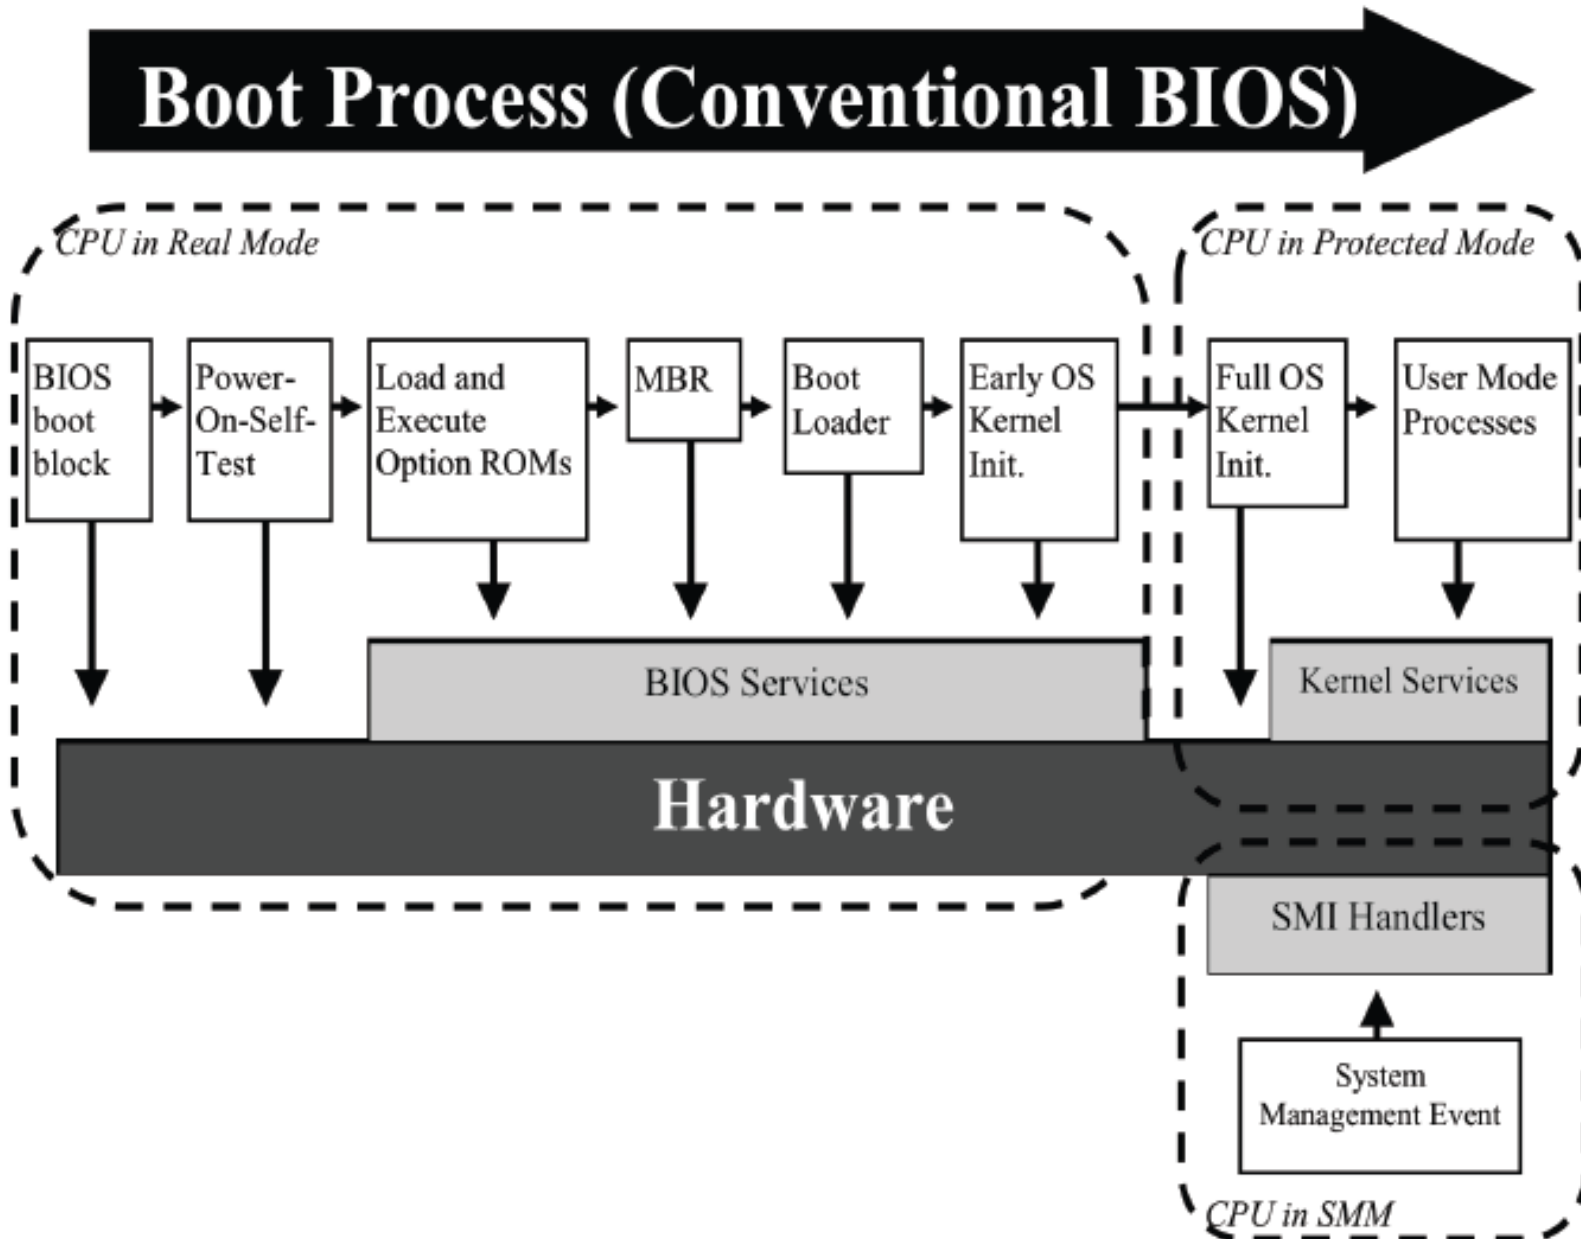 Boot Process (Conventional BIOS)
CPU in Real Mode
CPU in Protected Mode
BIOS
boot
block
Power-
On-Self-
Test
Load and
Execute
Option ROMs
MBR
Boot
Loader
Early OS
Kernel
Init.
Full OS
Kernel
Init.
User Mode
Processes
BIOS Services
Kernel Services
Hardware
SMI Handlers
System
Management Event
CPU in SMM